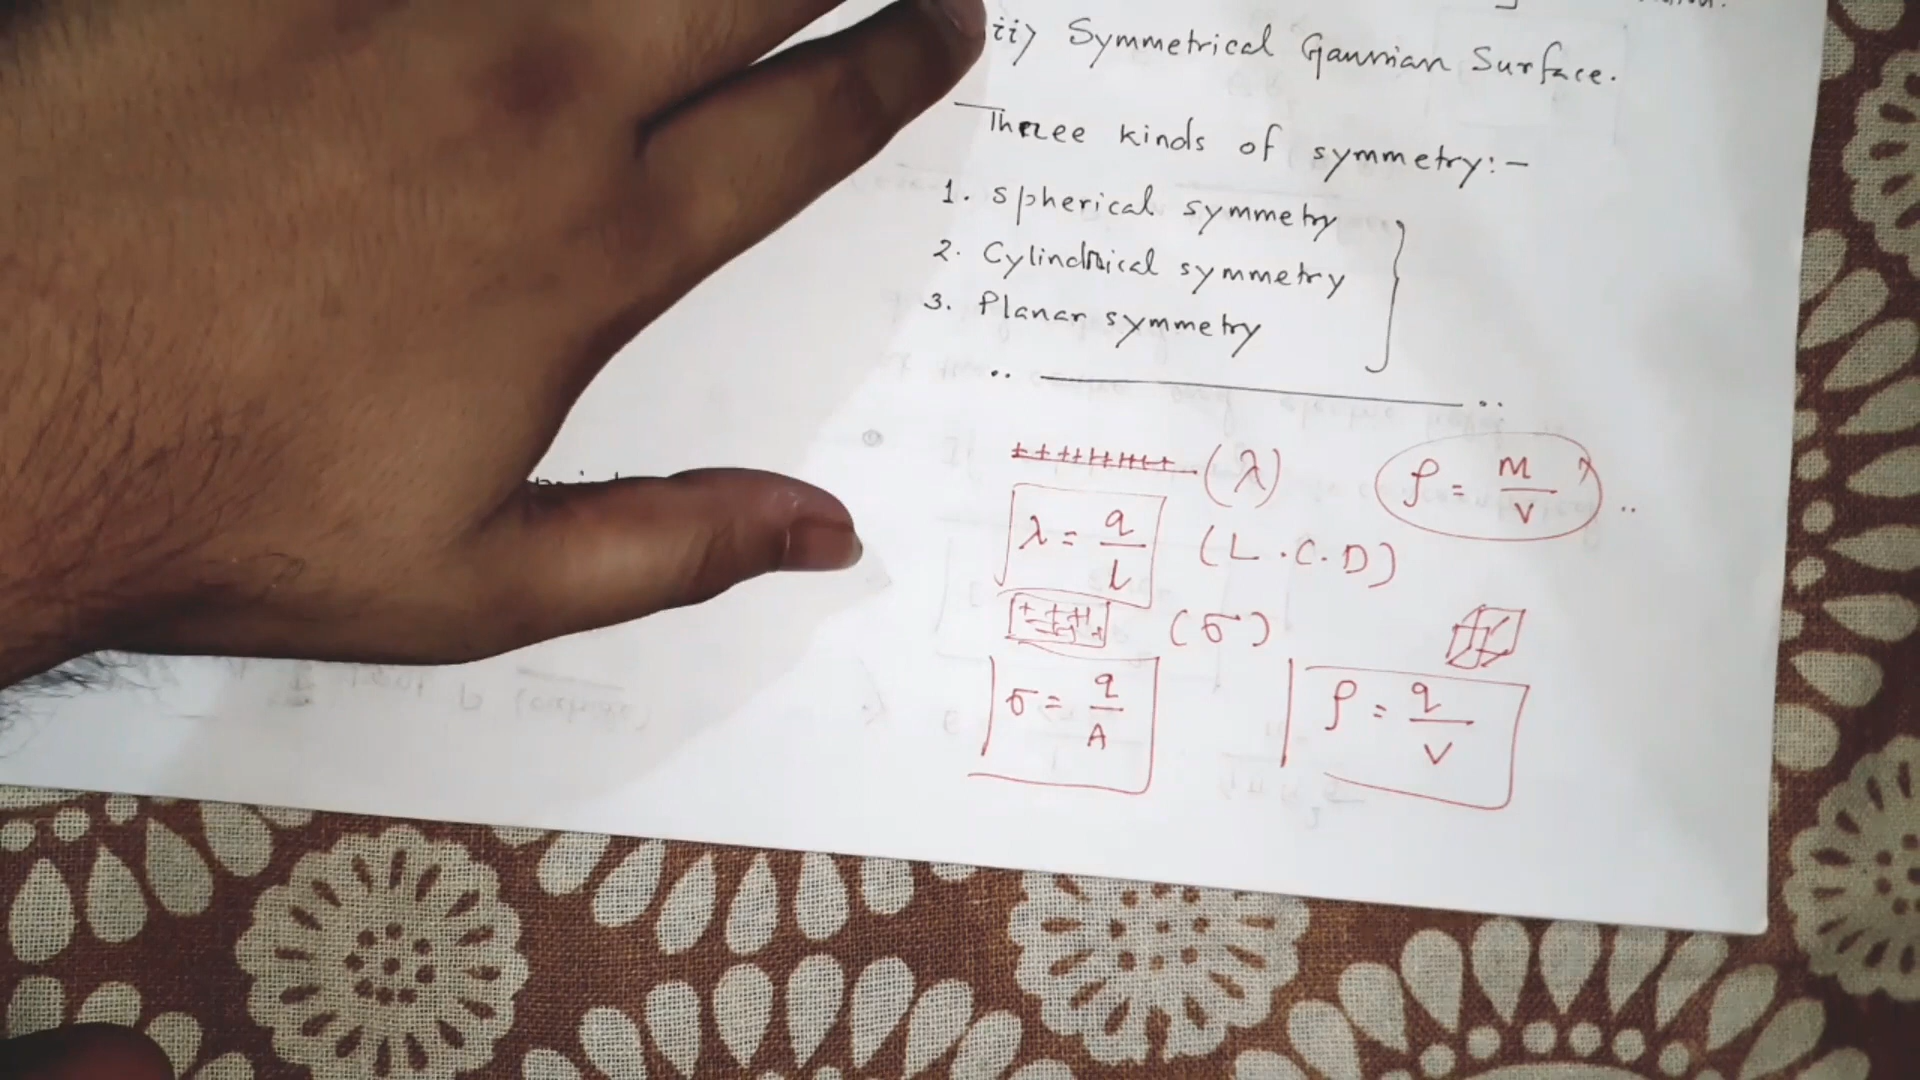 ii) Symmetrical Gaussian Surface.
Three kinds of symmetry:-
1. Spherical symmetry
2. Cylindrical symmetry
3. Planar symmetry
+ + + + + + + + + (λ)
ρ = m/V
λ = q/l (L.C.D)
(σ)
σ = q/A
ρ = q/V